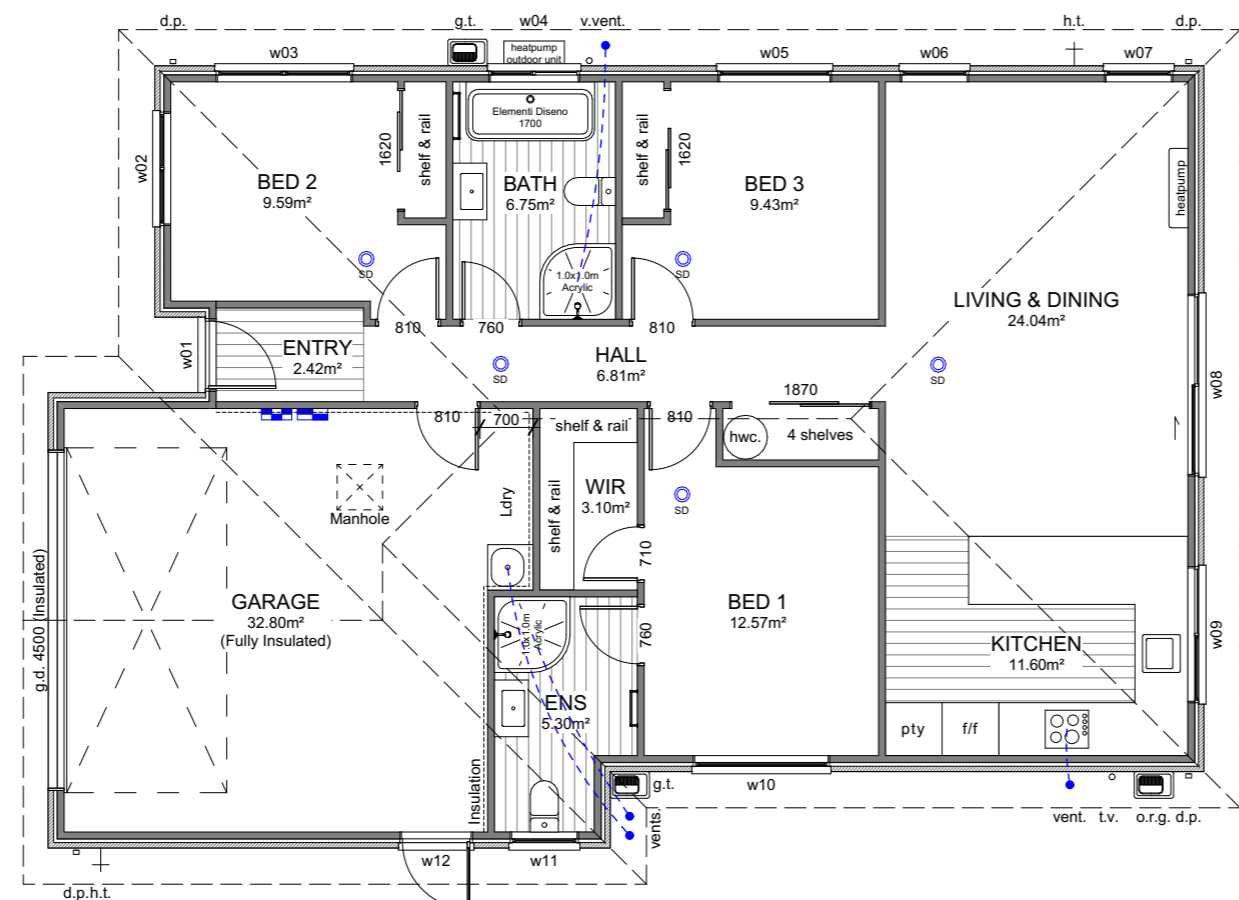 d.p.
g.t.
w04
v.vent.
h.t.
d.p.
w03
heatpump
outdoor unit
w05
w06
w07
w02
BED 2
9.59m²
1620
shelf & rail
Elementi Diseno
1700
BATH
6.75m²
1.0x1.0m
Acrylic
shelf & rail
1620
BED 3
9.43m²
heatpump
SD
SD
LIVING & DINING
24.04m²
810
760
810
w01
ENTRY
2.42m²
SD
HALL
6.81m²
SD
w08
1870
810
700
810
shelf & rail
hwc.
4 shelves
Manhole
Ldry
shelf & rail
WIR
3.10m²
SD
710
g.d. 4500 (Insulated)
GARAGE
32.80m²
(Fully Insulated)
1.0x1.0m
Acrylic
760
BED 1
12.57m²
KITCHEN
11.60m²
w09
ENS
5.30m²
pty
f/f
Insulation
g.t.
w10
vents.
vent.
t.v.
o.r.g.
d.p.
w12
w11
d.p.h.t.